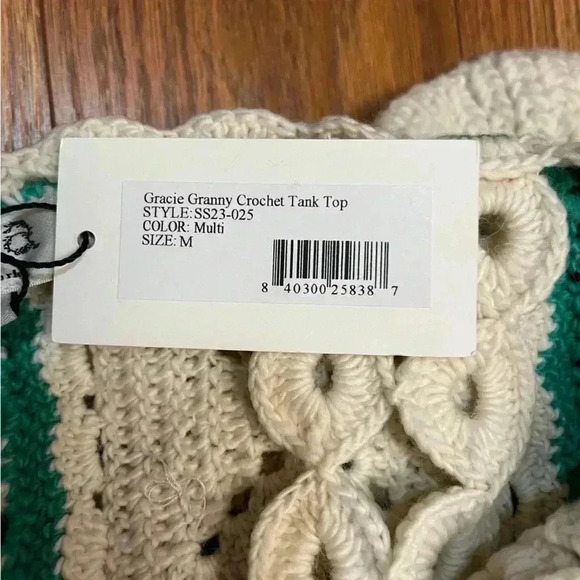 Gracie Granny Crochet Tank Top
STYLE:SS23-025
COLOR: Multi
SIZE: M
8 40300 25838 7